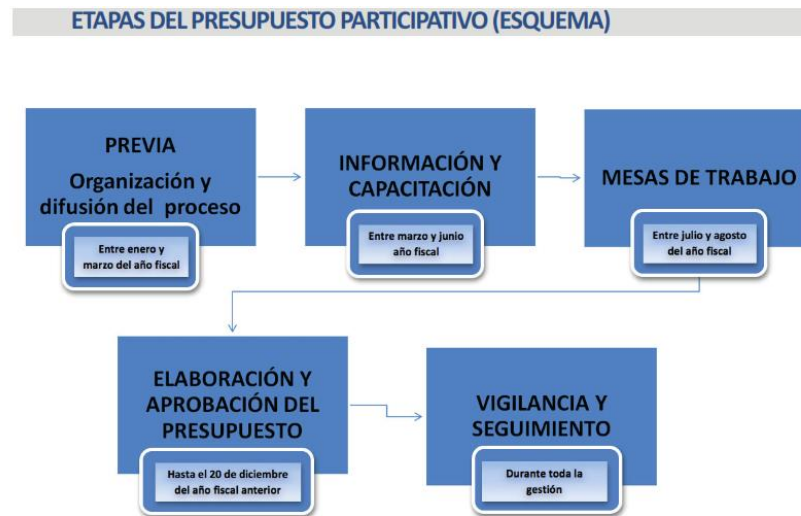 ETAPAS DEL PRESUPUESTO PARTICIPATIVO (ESQUEMA)
PREVIA
Organización y
difusión del proceso
Entre enero y
marzo del año fiscal
INFORMACIÓN Y
CAPACITACIÓN
Entre marzo y junio
año fiscal
MESAS DE TRABAJO
Entre julio y agosto
del año fiscal
ELABORACIÓN Y
APROBACIÓN DEL
PRESUPUESTO
Hasta el 20 de diciembre
del año fiscal anterior
VIGILANCIA Y
SEGUIMIENTO
Durante toda la
gestión